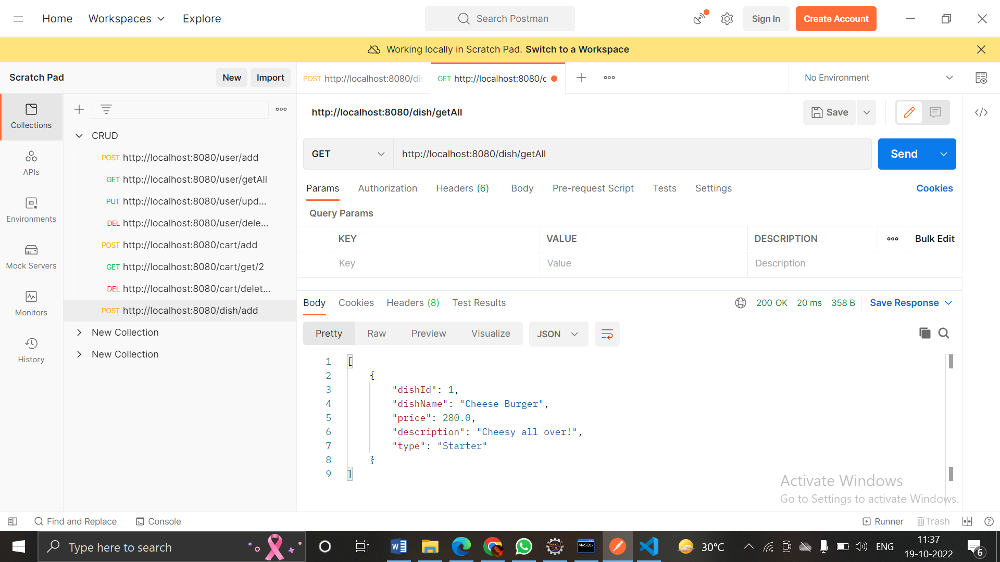 Home
Workspaces
Explore
Search Postman
Sign In
Create Account
Working locally in Scratch Pad. Switch to a Workspace
Scratch Pad
New
Import
POST http://localhost:8080/dis
GET http://localhost:8080/c
No Environment
Collections
APIs
Environments
Mock Servers
Monitors
History
CRUD
POST http://localhost:8080/user/add
GET http://localhost:8080/user/getAll
PUT http://localhost:8080/user/upd...
DEL http://localhost:8080/user/dele...
POST http://localhost:8080/cart/add
GET http://localhost:8080/cart/get/2
DEL http://localhost:8080/cart/delet...
POST http://localhost:8080/dish/add
New Collection
New Collection
http://localhost:8080/dish/getAll
Save
GET
http://localhost:8080/dish/getAll
Send
Params
Authorization
Headers (6)
Body
Pre-request Script
Tests
Settings
Cookies
Query Params
KEY
VALUE
DESCRIPTION
Bulk Edit
Key
Value
Description
Body
Cookies
Headers (8)
Test Results
200 OK
20 ms
358 B
Save Response
Pretty
Raw
Preview
Visualize
JSON
1 [
2 {
3 "dishId": 1,
4 "dishName": "Cheese Burger",
5 "price": 280.0,
6 "description": "Cheesy all over!",
7 "type": "Starter"
8 }
9 ]
Activate Windows
Go to Settings to activate Windows.
Find and Replace
Console
Runner
Trash
Type here to search
30°C
ENG
11:37
19-10-2022
6